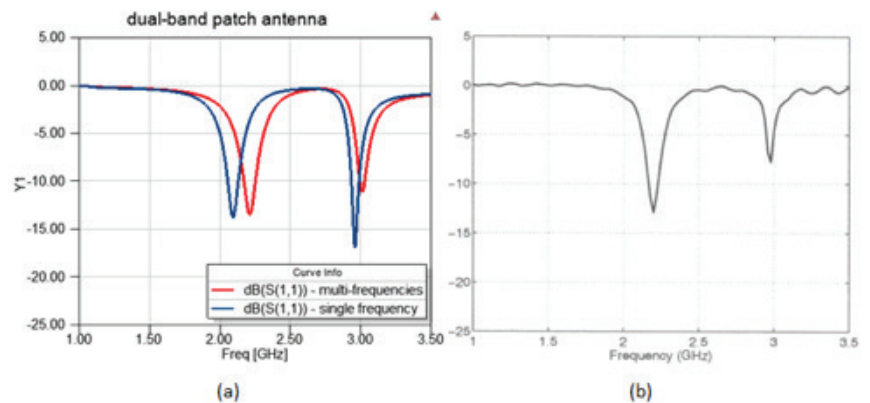 dual-band patch antenna
5.00
0.00
-5.00
-10.00
-15.00
-20.00
-25.00
Y1
Curve Info
dB(S(1,1)) - multi-frequencies
dB(S(1,1)) - single frequency
1.00 1.50 2.00 2.50 3.00 3.50
Freq [GHz]
(a)
5
0
-5
-10
-15
-20
-25
1 1.5 2 2.5 3 3.5
Frequency (GHz)
(b)